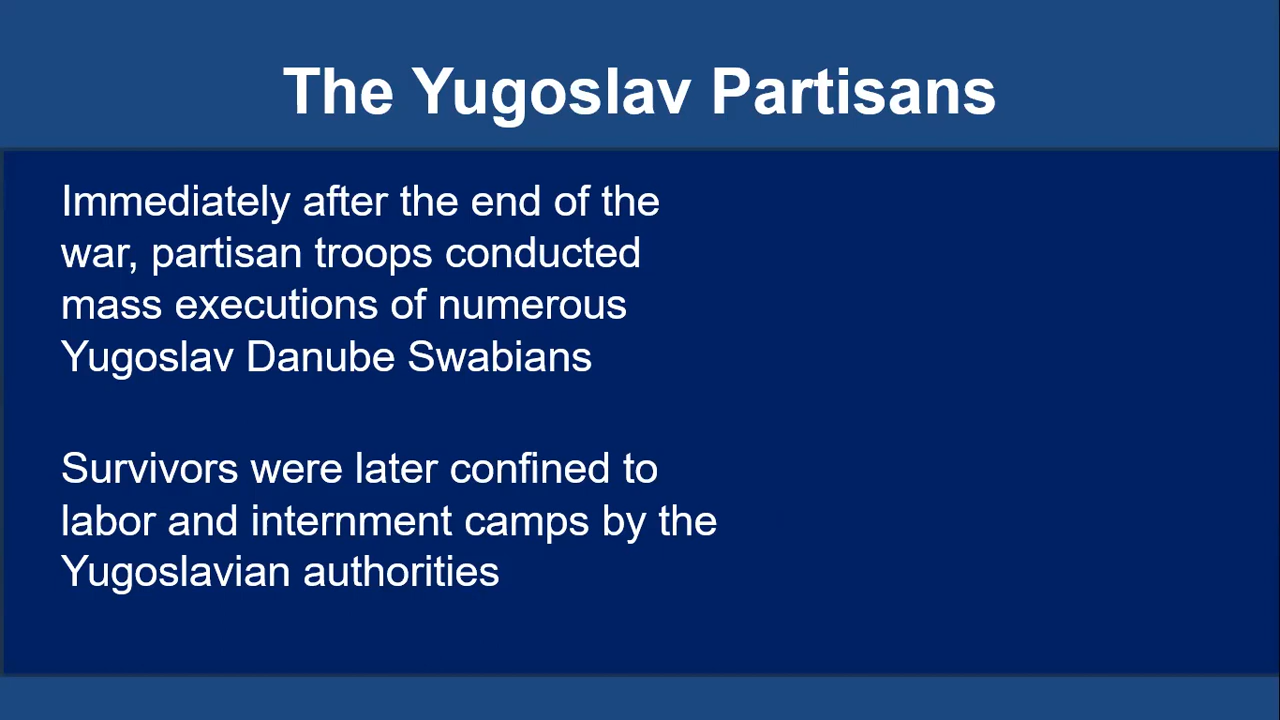 The Yugoslav Partisans
Immediately after the end of the
war, partisan troops conducted
mass executions of numerous
Yugoslav Danube Swabians
Survivors were later confined to
labor and internment camps by the
Yugoslavian authorities